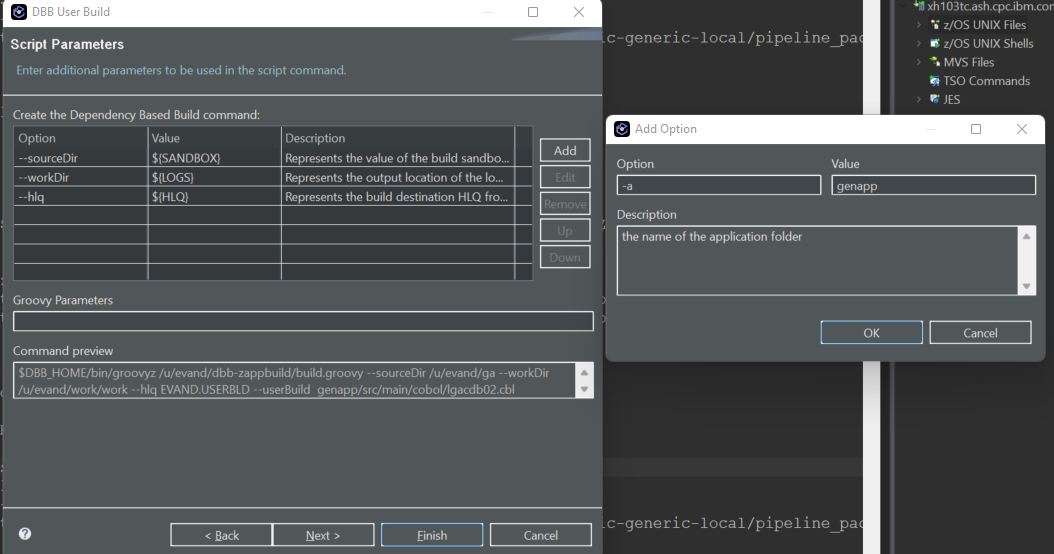 DBB User Build
Script Parameters
Enter additional parameters to be used in the script command.
Create the Dependency Based Build command:
Option Value Description
--sourceDir ${SANDBOX} Represents the value of the build sandbo...
--workDir ${LOGS} Represents the output location of the lo...
--hlq ${HLQ} Represents the build destination HLQ fro...
Add
Edit
Remove
Up
Down
Groovy Parameters
Command preview
$DBB_HOME/bin/groovyz /u/evand/dbb-zappbuild/build.groovy --sourceDir /u/evand/ga --workDir
/u/evand/work/work --hlq EVAND.USERBLD --userBuild genapp/src/main/cobol/lgacdb02.cbl
< Back
Next >
Finish
Cancel
c-generic-local/pipeline_pac
xh103tc.ash.cpc.ibm.com
z/OS UNIX Files
z/OS UNIX Shells
MVS Files
TSO Commands
JES
Add Option
Option Value
-a genapp
Description
the name of the application folder
OK
Cancel
c-generic-local/pipeline_pac